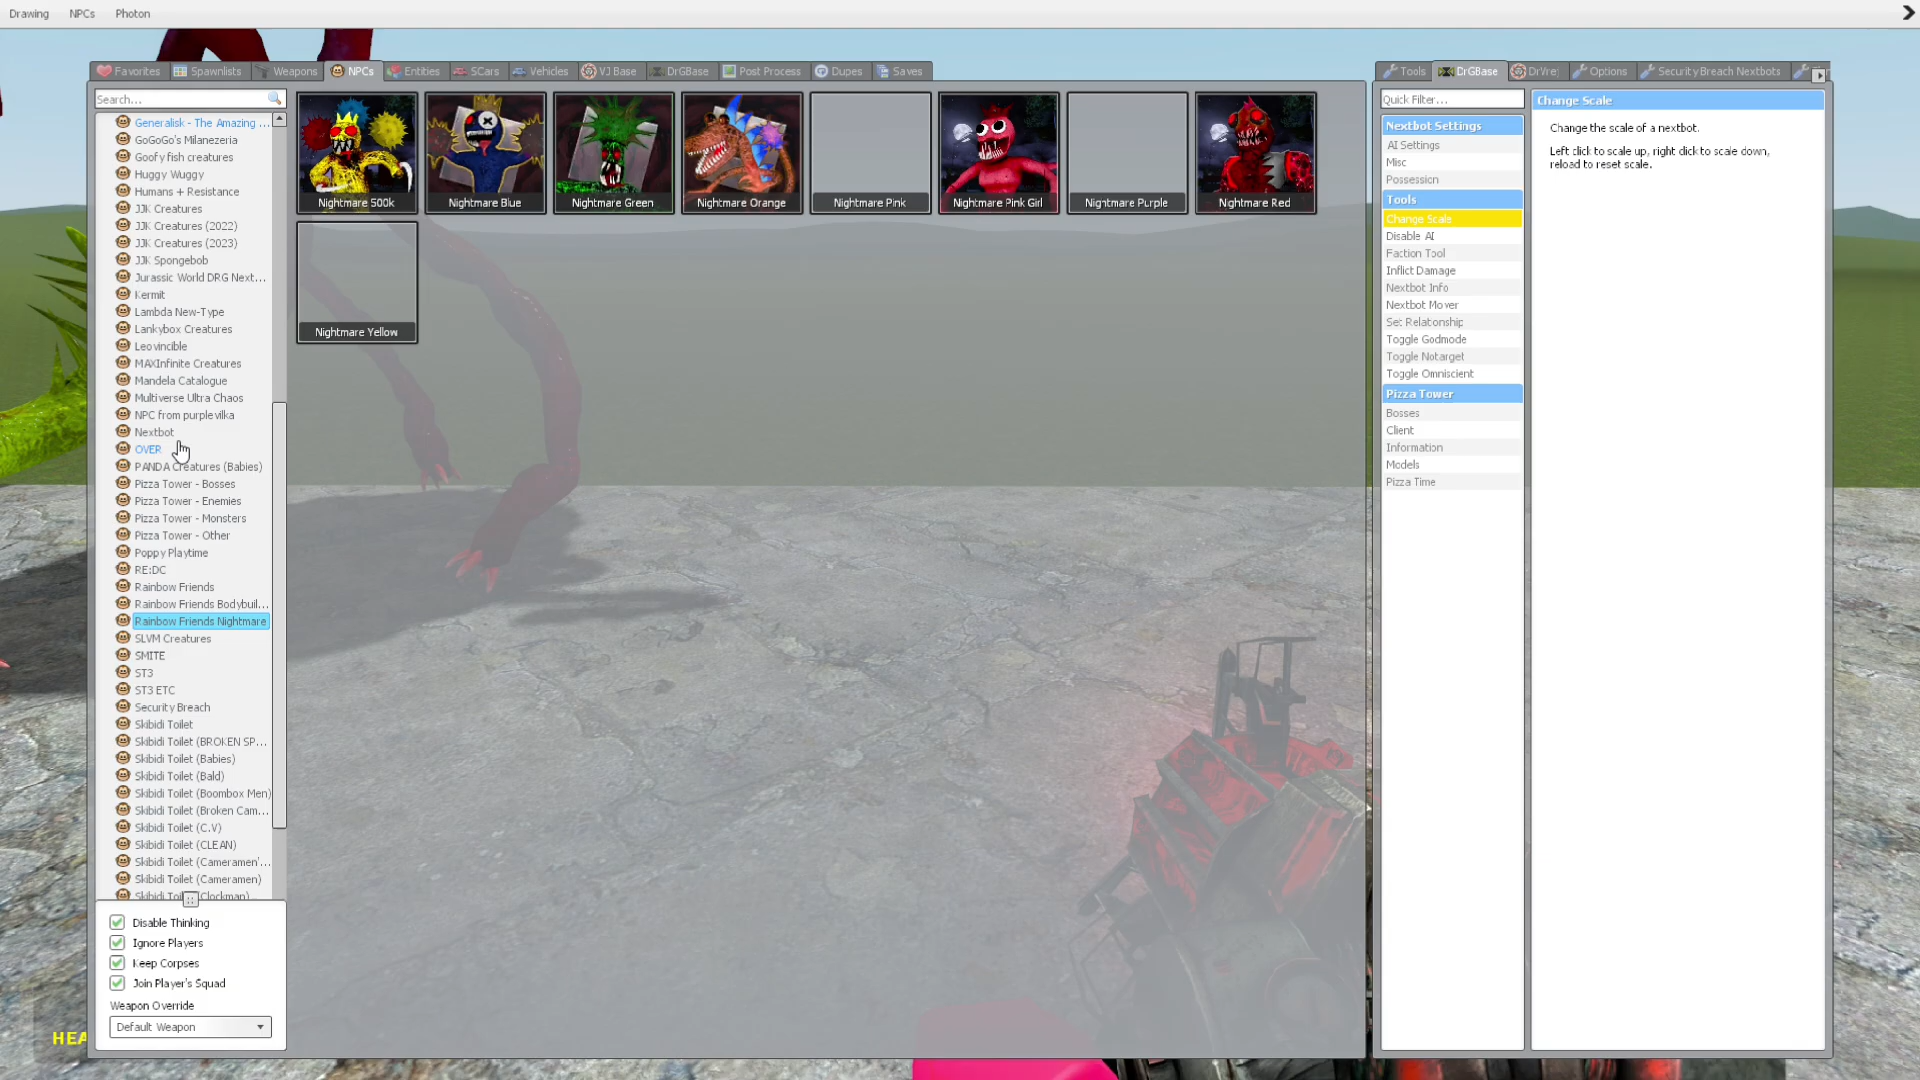 Drawing NPCs Photon
Favorites Spawnlists Weapons NPCs Entities SCars Vehicles VJ Base DrGBase Post Process Dupes Saves
Search...
Generalisk - The Amazing ...
GoGoGo's Milanezeria
Goofy fish creatures
Huggy Wuggy
Humans + Resistance
JJK Creatures
JJK Creatures (2022)
JJK Creatures (2023)
JJK Spongebob
Jurassic World DRG Next...
Kermit
Lambda New-Type
Lankybox Creatures
Leovincible
MAXInfinite Creatures
Mandela Catalogue
Multiverse Ultra Chaos
NPC from purplevilka
Nextbot
OVER
PANDA Creatures (Babies)
Pizza Tower - Bosses
Pizza Tower - Enemies
Pizza Tower - Monsters
Pizza Tower - Other
Poppy Playtime
RE:DC
Rainbow Friends
Rainbow Friends Bodybuil...
Rainbow Friends Nightmare
SLVM Creatures
SMITE
ST3
ST3 ETC
Security Breach
Skibidi Toilet
Skibidi Toilet (BROKEN SP...
Skibidi Toilet (Babies)
Skibidi Toilet (Bald)
Skibidi Toilet (Boombox Men)
Skibidi Toilet (Broken Cam...
Skibidi Toilet (C.V)
Skibidi Toilet (CLEAN)
Skibidi Toilet (Cameramen'...
Skibidi Toilet (Cameramen)
Skibidi Toilet (Clockman)
Disable Thinking
Ignore Players
Keep Corpses
Join Player's Squad
Weapon Override
Default Weapon
HEA
Nightmare 500k Nightmare Blue Nightmare Green Nightmare Orange Nightmare Pink Nightmare Pink Girl Nightmare Purple Nightmare Red
Nightmare Yellow
Tools DrGBase DrVrej Options Security Breach Nextbots
Quick Filter...
Nextbot Settings
AI Settings
Misc
Possession
Tools
Change Scale
Disable AI
Faction Tool
Inflict Damage
Nextbot Info
Nextbot Mover
Set Relationship
Toggle Godmode
Toggle Notarget
Toggle Omniscient
Pizza Tower
Bosses
Client
Information
Models
Pizza Time
Change Scale
Change the scale of a nextbot.
Left click to scale up, right click to scale down,
reload to reset scale.